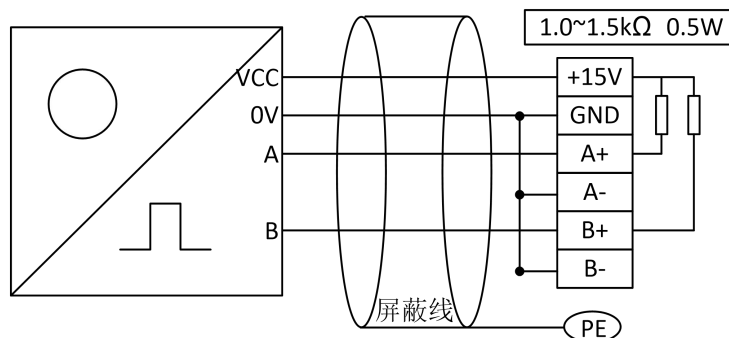 1.0~1.5kΩ 0.5W
VCC
0V
A
B
+15V
GND
A+
A-
B+
B-
屏蔽线
PE